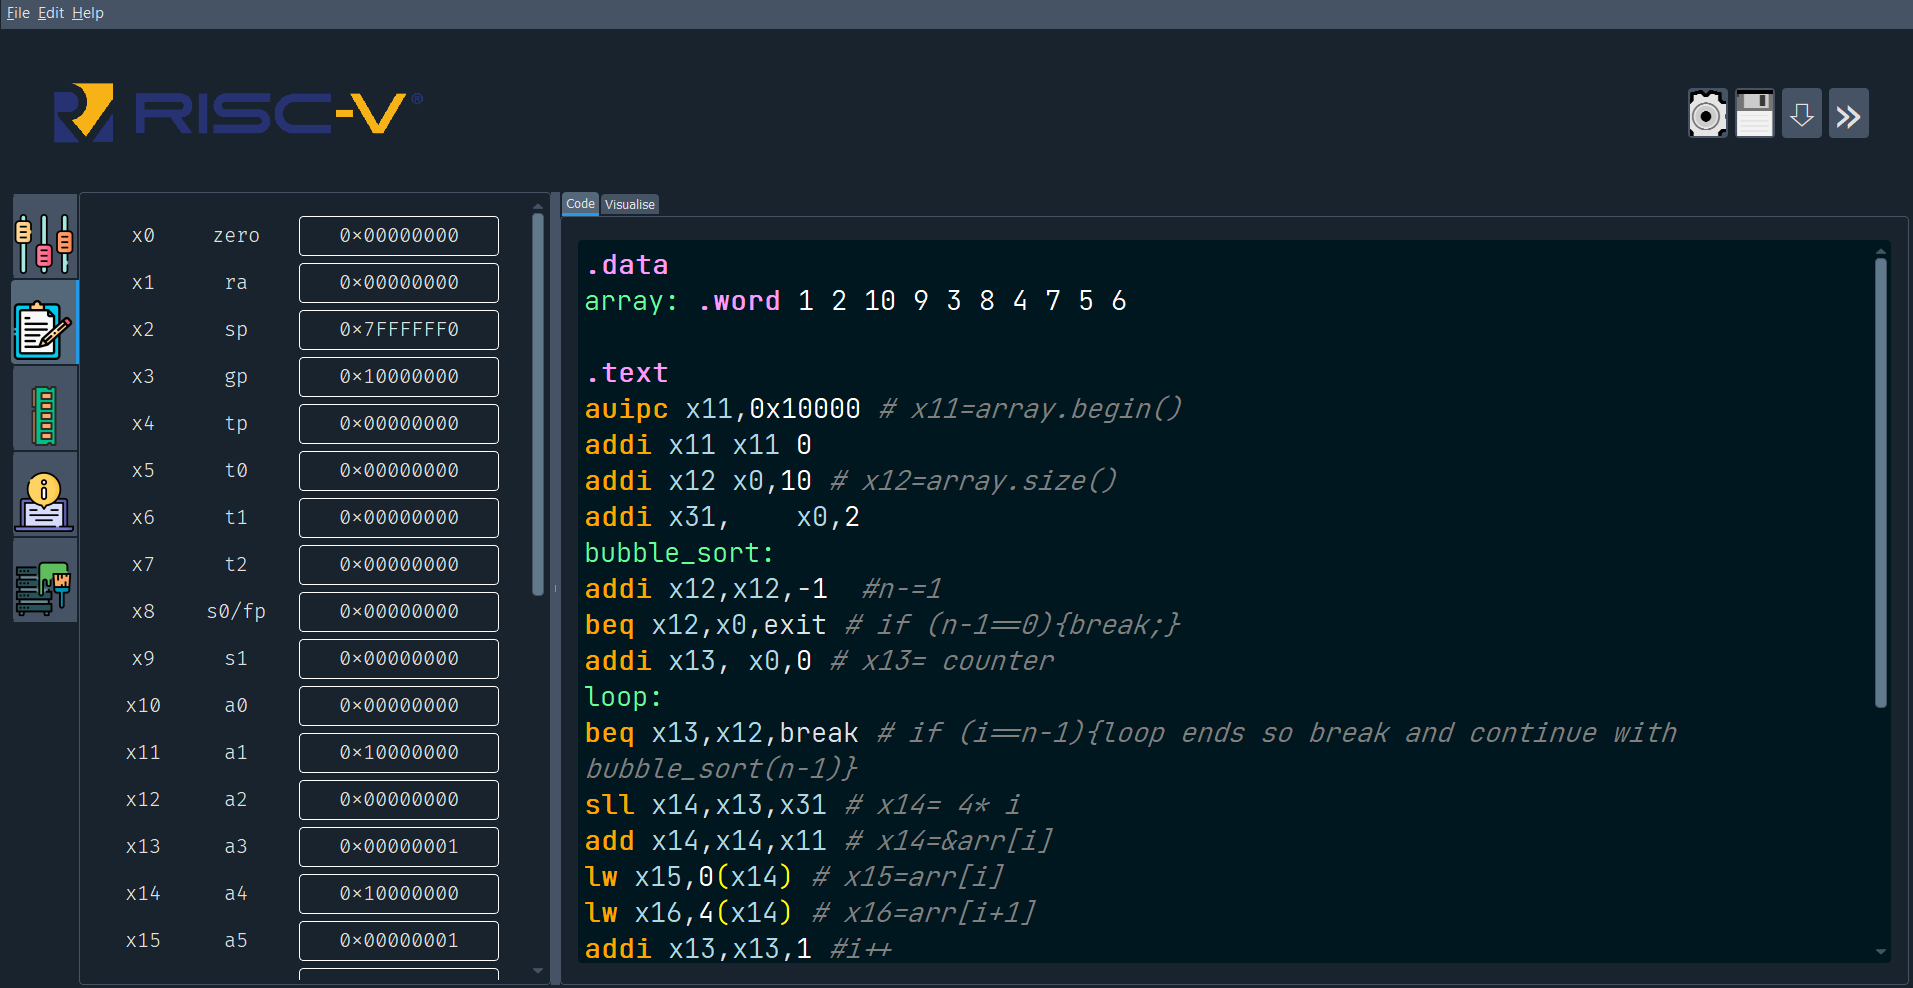 File Edit Help
RISC-V®
Code Visualise
x0 zero 0×00000000
x1 ra 0×00000000
x2 sp 0×7FFFFFF0
x3 gp 0×10000000
x4 tp 0×00000000
x5 t0 0×00000000
x6 t1 0×00000000
x7 t2 0×00000000
x8 s0/fp 0×00000000
x9 s1 0×00000000
x10 a0 0×00000000
x11 a1 0×10000000
x12 a2 0×00000000
x13 a3 0×00000001
x14 a4 0×10000000
x15 a5 0×00000001
.data
array: .word 1 2 10 9 3 8 4 7 5 6
.text
auipc x11,0x10000 # x11=array.begin()
addi x11 x11 0
addi x12 x0,10 # x12=array.size()
addi x31,    x0,2
bubble_sort:
addi x12,x12,-1  #n-=1
beq x12,x0,exit # if (n-1==0){break;}
addi x13, x0,0 # x13= counter
loop:
beq x13,x12,break # if (i==n-1){loop ends so break and continue with
bubble_sort(n-1)}
sll x14,x13,x31 # x14= 4* i
add x14,x14,x11 # x14=&arr[i]
lw x15,0(x14) # x15=arr[i]
lw x16,4(x14) # x16=arr[i+1]
addi x13,x13,1 #i++